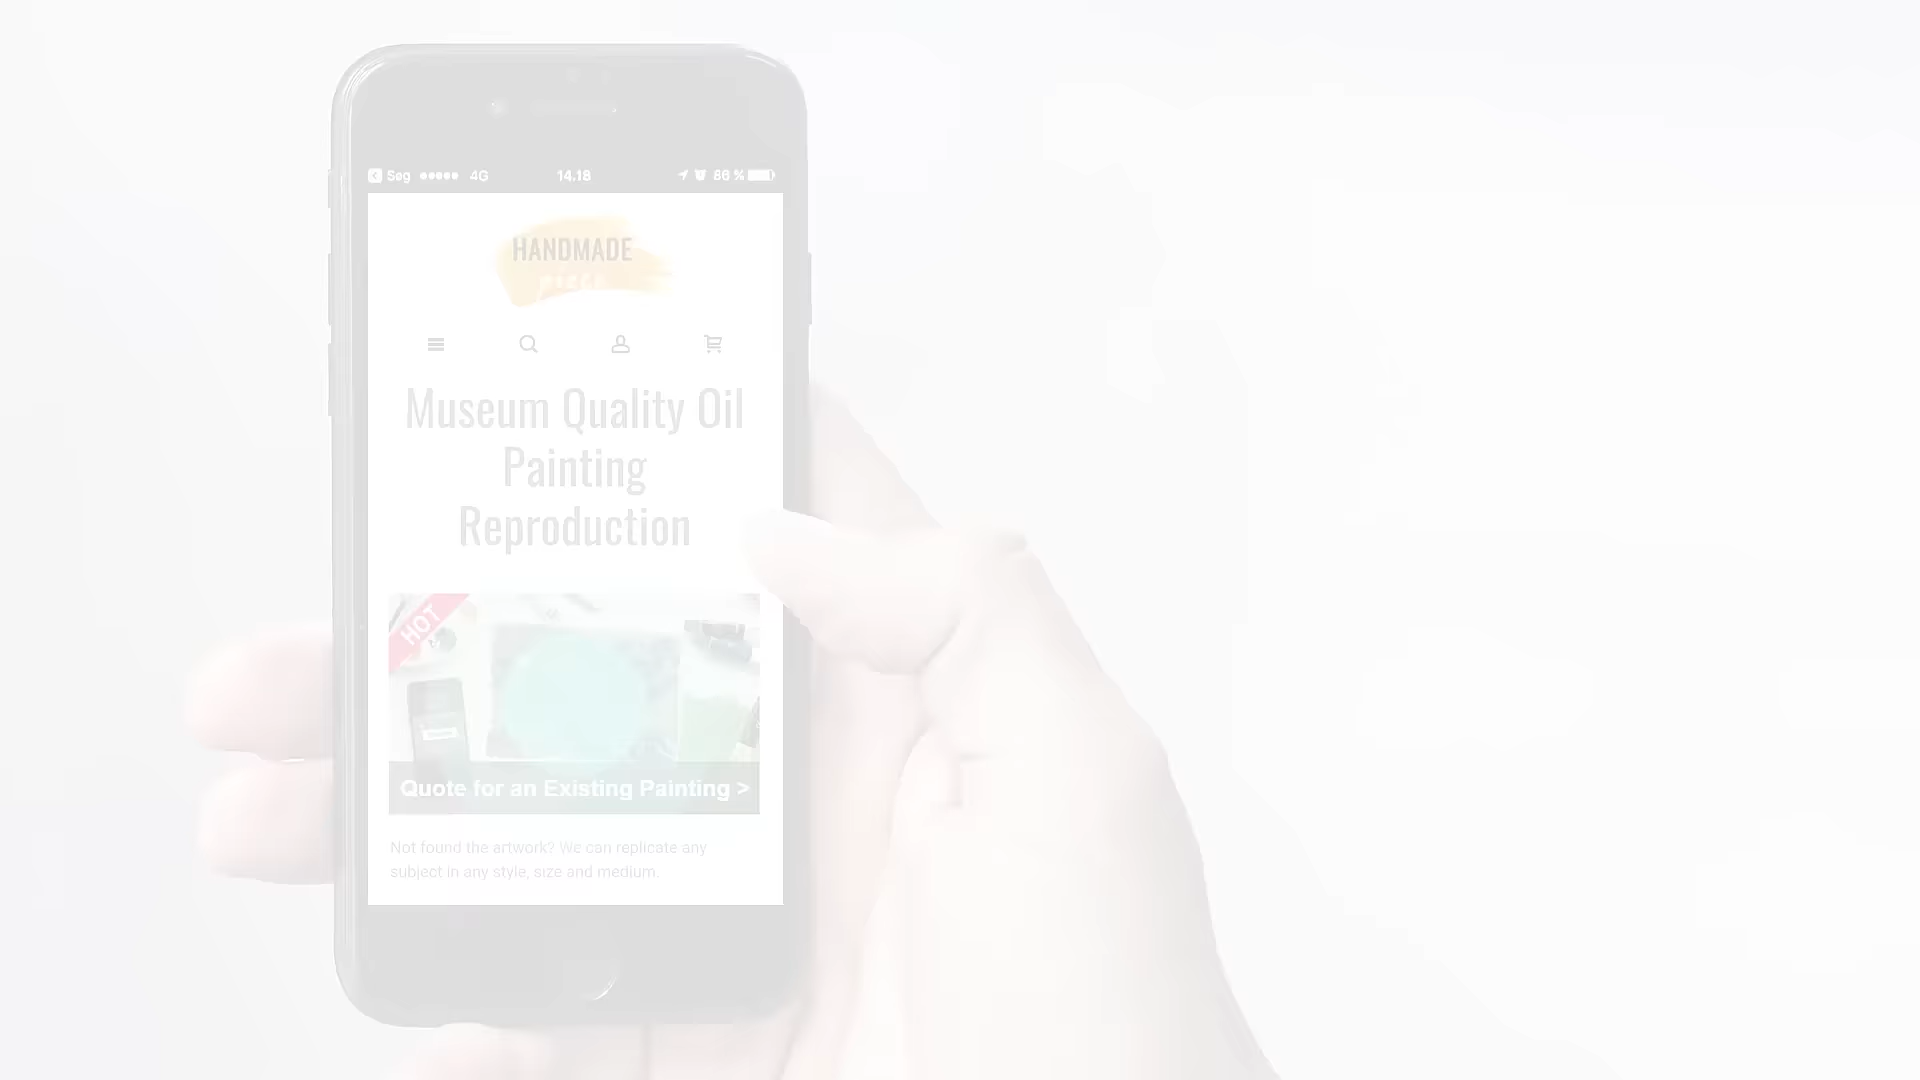 Søg 4G 14.18 86 %
HANDMADE
piece
Museum Quality Oil
Painting
Reproduction
HOT
Quote for an Existing Painting >
Not found the artwork? We can replicate any
subject in any style, size and medium.